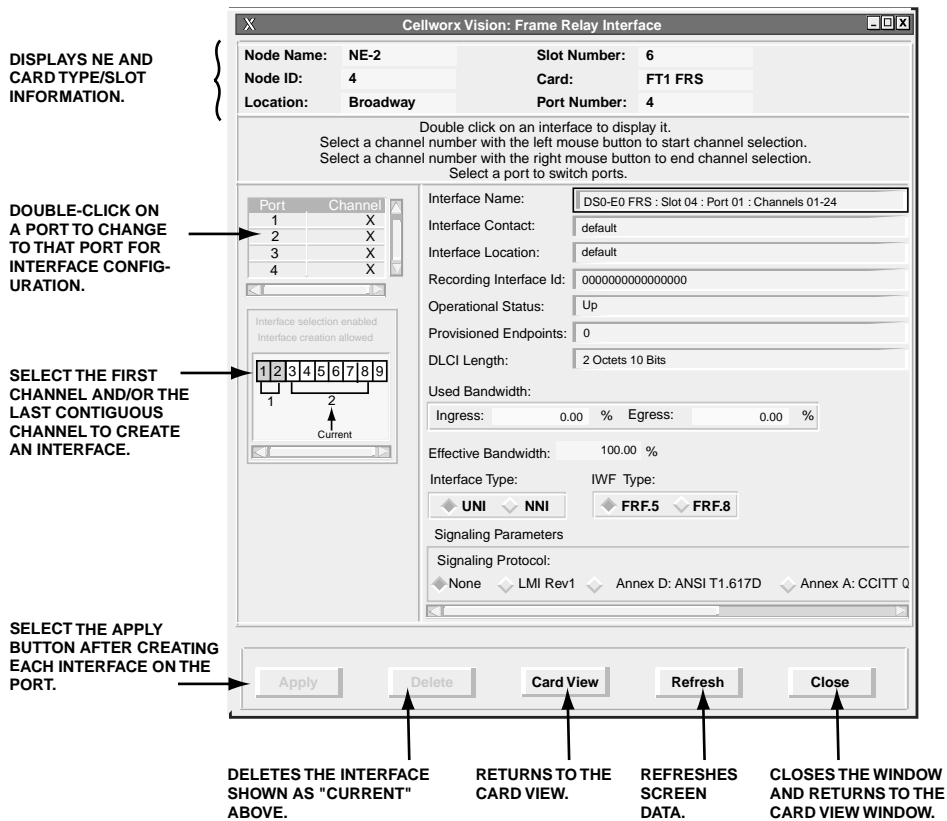 X Cellworx Vision: Frame Relay Interface X
DISPLAYS NE AND
CARD TYPE/SLOT
INFORMATION.
Node Name: NE-2 Slot Number: 6
Node ID: 4 Card: FT1 FRS
Location: Broadway Port Number: 4
Double click on an interface to display it.
Select a channel number with the left mouse button to start channel selection.
Select a channel number with the right mouse button to end channel selection.
Select a port to switch ports.
DOUBLE-CLICK ON
A PORT TO CHANGE
TO THAT PORT FOR
INTERFACE CONFIG-
URATION.
Port Channel
1 X
2 X
3 X
4 X
Interface selection enabled
Interface creation allowed
SELECT THE FIRST
CHANNEL AND/OR THE
LAST CONTIGUOUS
CHANNEL TO CREATE
AN INTERFACE.
1 2 3 4 5 6 7 8 9
1 2
Current
Interface Name: DS0-E0 FRS : Slot 04 : Port 01 : Channels 01-24
Interface Contact: default
Interface Location: default
Recording Interface Id: 0000000000000000
Operational Status: Up
Provisioned Endpoints: 0
DLCI Length: 2 Octets 10 Bits
Used Bandwidth:
Ingress: 0.00 % Egress: 0.00 %
Effective Bandwidth: 100.00 %
Interface Type: IWF Type:
UNI NNI FRF.5 FRF.8
Signaling Parameters
Signaling Protocol:
None LMI Rev1 Annex D: ANSI T1.617D Annex A: CCITT Q
SELECT THE APPLY
BUTTON AFTER CREATING
EACH INTERFACE ON THE
PORT.
Apply Delete Card View Refresh Close
DELETES THE INTERFACE
SHOWN AS "CURRENT"
ABOVE.
RETURNS TO THE
CARD VIEW.
REFRESHES
SCREEN
DATA.
CLOSES THE WINDOW
AND RETURNS TO THE
CARD VIEW WINDOW.